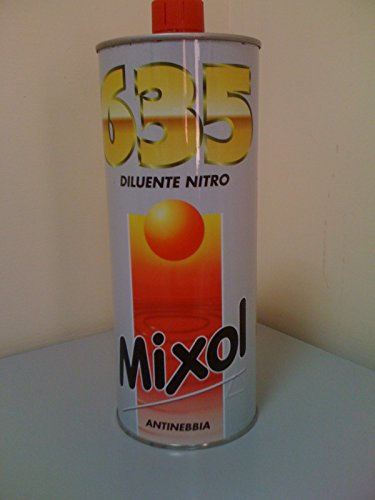 635
DILUENTE NITRO
Mixol
ANTINEBBIA